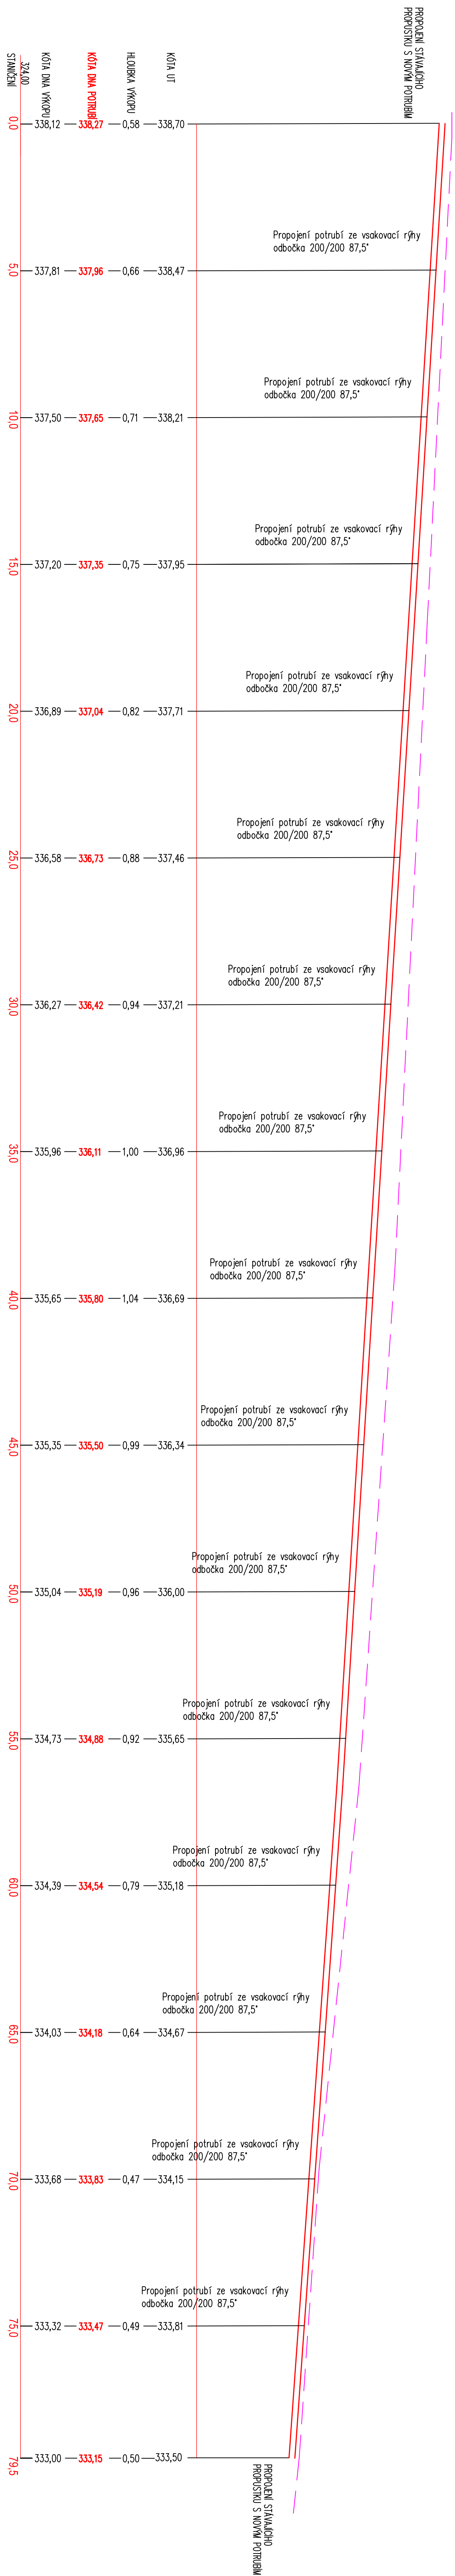 PROPOJENÍ STÁVAJÍCÍHO
PROPUSTKU S NOVÝM POTRUBÍM
KÓTA UT
HLOUBKA VÝKOPU
KÓTA DNA POTRUBÍ
KÓTA DNA VÝKOPU
324,00
STANIČENÍ
0,0 338,12 338,27 0,58 338,70
Propojení potrubí ze vsakovací rýhy
odbočka 200/200 87,5°
5,0 337,81 337,96 0,66 338,47
Propojení potrubí ze vsakovací rýhy
odbočka 200/200 87,5°
10,0 337,50 337,65 0,71 338,21
Propojení potrubí ze vsakovací rýhy
odbočka 200/200 87,5°
15,0 337,20 337,35 0,75 337,95
Propojení potrubí ze vsakovací rýhy
odbočka 200/200 87,5°
20,0 336,89 337,04 0,82 337,71
Propojení potrubí ze vsakovací rýhy
odbočka 200/200 87,5°
25,0 336,58 336,73 0,88 337,46
Propojení potrubí ze vsakovací rýhy
odbočka 200/200 87,5°
30,0 336,27 336,42 0,94 337,21
Propojení potrubí ze vsakovací rýhy
odbočka 200/200 87,5°
35,0 335,96 336,11 1,00 336,96
Propojení potrubí ze vsakovací rýhy
odbočka 200/200 87,5°
40,0 335,65 335,80 1,04 336,69
Propojení potrubí ze vsakovací rýhy
odbočka 200/200 87,5°
45,0 335,35 335,50 0,99 336,34
Propojení potrubí ze vsakovací rýhy
odbočka 200/200 87,5°
50,0 335,04 335,19 0,96 336,00
Propojení potrubí ze vsakovací rýhy
odbočka 200/200 87,5°
55,0 334,73 334,88 0,92 335,65
Propojení potrubí ze vsakovací rýhy
odbočka 200/200 87,5°
60,0 334,39 334,54 0,79 335,18
Propojení potrubí ze vsakovací rýhy
odbočka 200/200 87,5°
65,0 334,03 334,18 0,64 334,67
Propojení potrubí ze vsakovací rýhy
odbočka 200/200 87,5°
70,0 333,68 333,83 0,47 334,15
Propojení potrubí ze vsakovací rýhy
odbočka 200/200 87,5°
75,0 333,32 333,47 0,49 333,81
79,5 333,00 333,15 0,50 333,50
PROPOJENÍ STÁVAJÍCÍHO
PROPUSTKU S NOVÝM POTRUBÍM